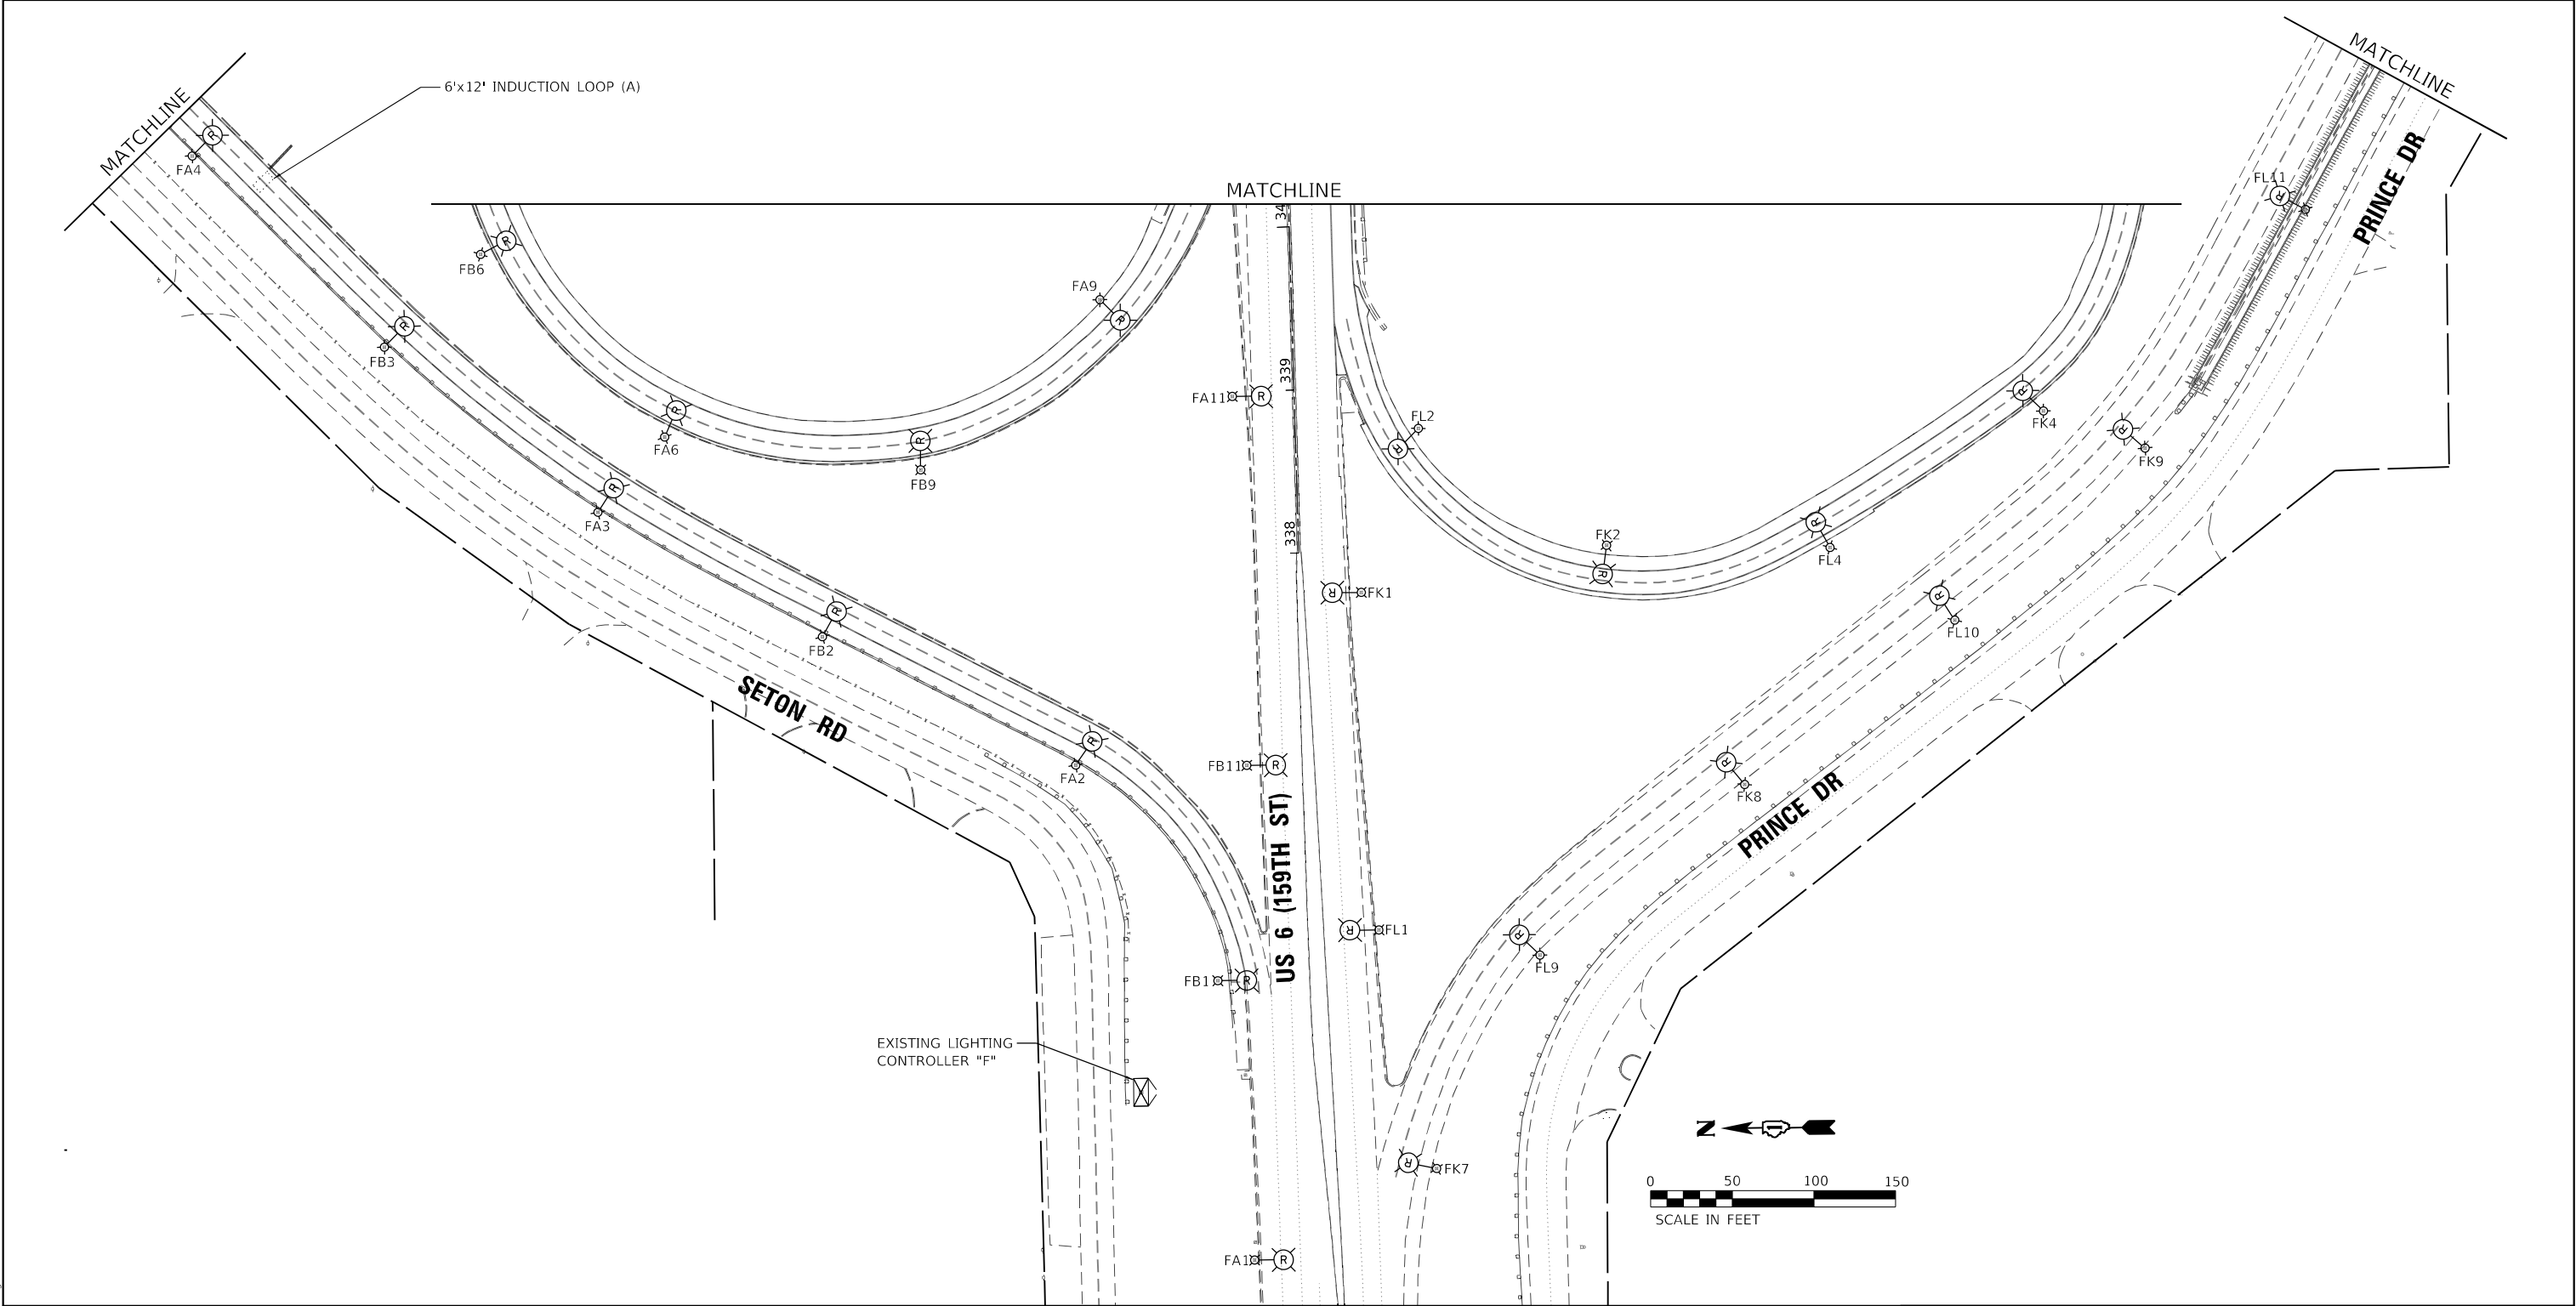 MATCHLINE
6'x12' INDUCTION LOOP (A)
MATCHLINE
R
FA4
FL11
R
PRINCE DR
MATCHLINE
34
R
FB6
FA9
R
R
FB3
339
R
FA11
R
R
FK4
R
FA6
FL2
R
R
FK9
R
FB9
R
FA3
338
FK2
R
R
FL4
R
FK1
R
FL10
R
FB2
SETON RD
R
FA2
FB11
R
R
FK8
US 6 (159TH ST)
PRINCE DR
R
FL1
R
FL9
FB1
R
EXISTING LIGHTING
CONTROLLER "F"
N
R
FK7
0 50 100 150
SCALE IN FEET
FA1
R